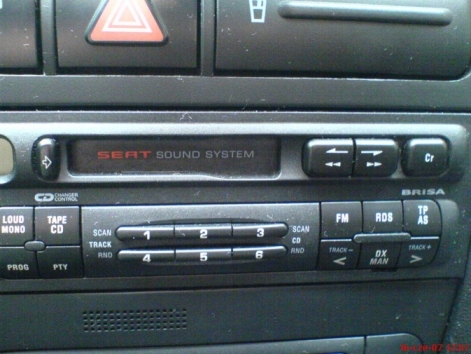 SEAT SOUND SYSTEM
Cr
CD CHANGER CONTROL
BRISA
LOUD MONO
TAPE CD
SCAN
TRACK
RND
1 2 3
4 5 6
SCAN
CD
RND
FM
RDS
TP AS
PROG
PTY
TRACK -
<
DX MAN
TRACK +
>